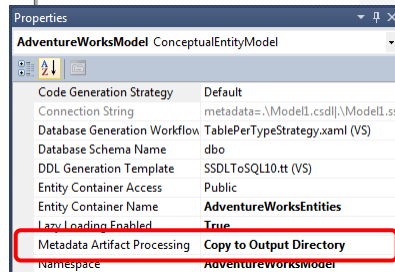 Properties
AdventureWorksModel ConceptualEntityModel
Code Generation Strategy Default
Connection String metadata=.\Model1.csdl|.\Model1.ss
Database Generation Workflow TablePerTypeStrategy.xaml (VS)
Database Schema Name dbo
DDL Generation Template SSDLToSQL10.tt (VS)
Entity Container Access Public
Entity Container Name AdventureWorksEntities
Lazy Loading Enabled True
Metadata Artifact Processing Copy to Output Directory
Namespace AdventureWorksModel